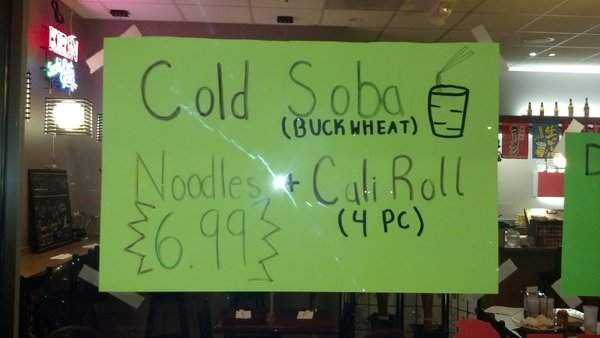 Cold Soba
(BUCKWHEAT)
Noodles + Cali Roll
6.99 (4 PC)